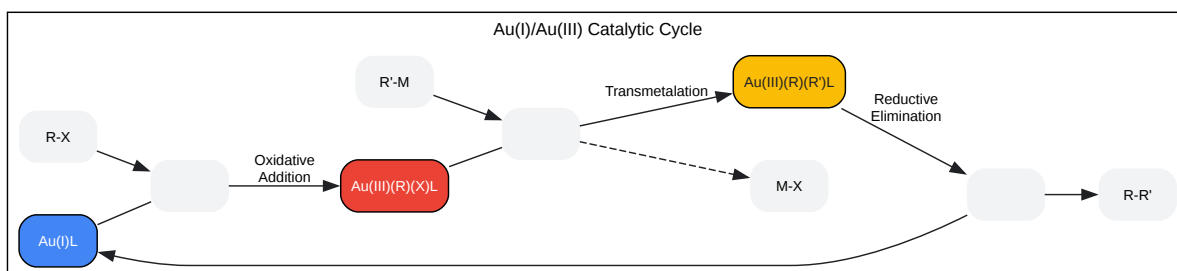 Au(I)/Au(III) Catalytic Cycle
R'-M
Au(III)(R)(R')L
Transmetalation
Reductive
Elimination
R-X
Oxidative
Addition
Au(III)(R)(X)L
M-X
R-R'
Au(I)L